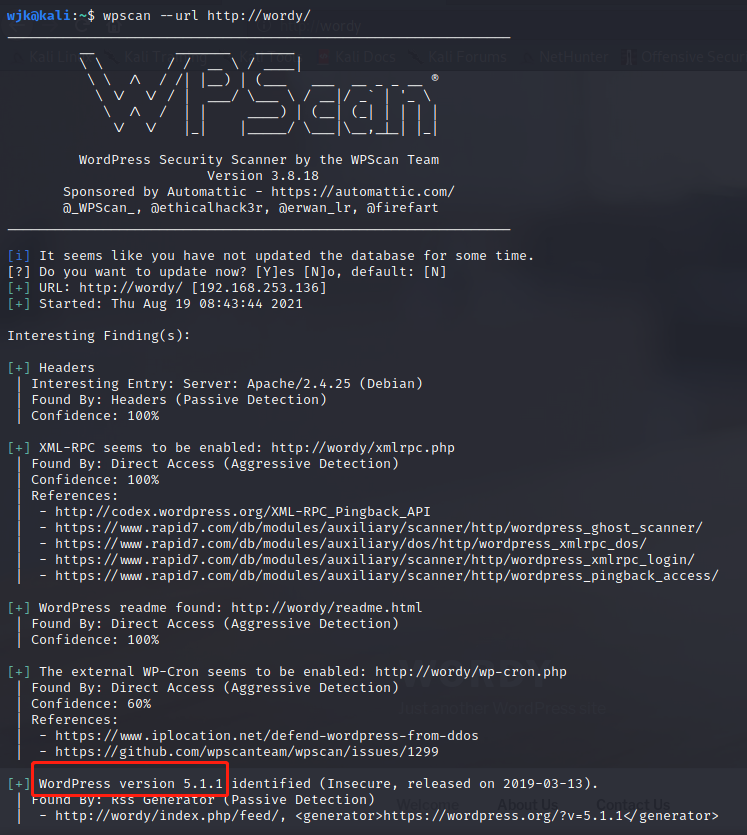 wjk@kali:~$ wpscan --url http://wordy/
WPScan ®
WordPress Security Scanner by the WPScan Team
Version 3.8.18
Sponsored by Automattic - https://automattic.com/
@_WPScan_, @ethicalhack3r, @erwan_lr, @firefart
[i] It seems like you have not updated the database for some time.
[?] Do you want to update now? [Y]es [N]o, default: [N]
[+] URL: http://wordy/ [192.168.253.136]
[+] Started: Thu Aug 19 08:43:44 2021
Interesting Finding(s):
[+] Headers
| Interesting Entry: Server: Apache/2.4.25 (Debian)
| Found By: Headers (Passive Detection)
| Confidence: 100%
[+] XML-RPC seems to be enabled: http://wordy/xmlrpc.php
| Found By: Direct Access (Aggressive Detection)
| Confidence: 100%
| References:
|  - http://codex.wordpress.org/XML-RPC_Pingback_API
|  - https://www.rapid7.com/db/modules/auxiliary/scanner/http/wordpress_ghost_scanner/
|  - https://www.rapid7.com/db/modules/auxiliary/dos/http/wordpress_xmlrpc_dos/
|  - https://www.rapid7.com/db/modules/auxiliary/scanner/http/wordpress_xmlrpc_login/
|  - https://www.rapid7.com/db/modules/auxiliary/scanner/http/wordpress_pingback_access/
[+] WordPress readme found: http://wordy/readme.html
| Found By: Direct Access (Aggressive Detection)
| Confidence: 100%
[+] The external WP-Cron seems to be enabled: http://wordy/wp-cron.php
| Found By: Direct Access (Aggressive Detection)
| Confidence: 60%
| References:
|  - https://www.iplocation.net/defend-wordpress-from-ddos
|  - https://github.com/wpscanteam/wpscan/issues/1299
[+] WordPress version 5.1.1 identified (Insecure, released on 2019-03-13).
| Found By: RSS Generator (Passive Detection)
|  - http://wordy/index.php/feed/, <generator>https://wordpress.org/?v=5.1.1</generator>